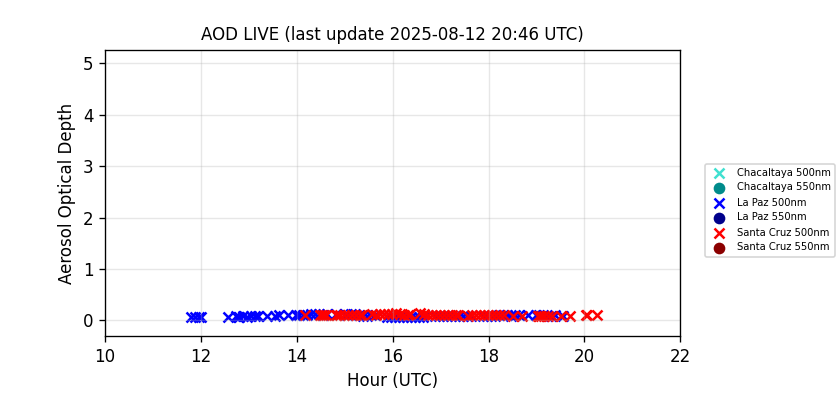 AOD LIVE (last update 2025-08-12 20:46 UTC)
Aerosol Optical Depth
5
4
3
2
1
0
10 12 14 16 18 20 22
Hour (UTC)
Chacaltaya 500nm
Chacaltaya 550nm
La Paz 500nm
La Paz 550nm
Santa Cruz 500nm
Santa Cruz 550nm